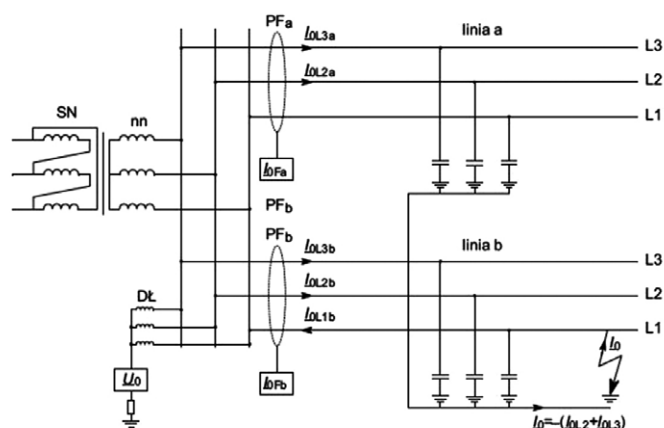 PFa
linia a
I0L3a
L3
I0L2a
L2
SN
nn
L1
I0Fa
PFb
PFb
linia b
I0L3b
L3
I0L2b
L2
DŁ
I0L1b
L1
I0
U0
I0Fb
I0=–(I0L2+I0L3)